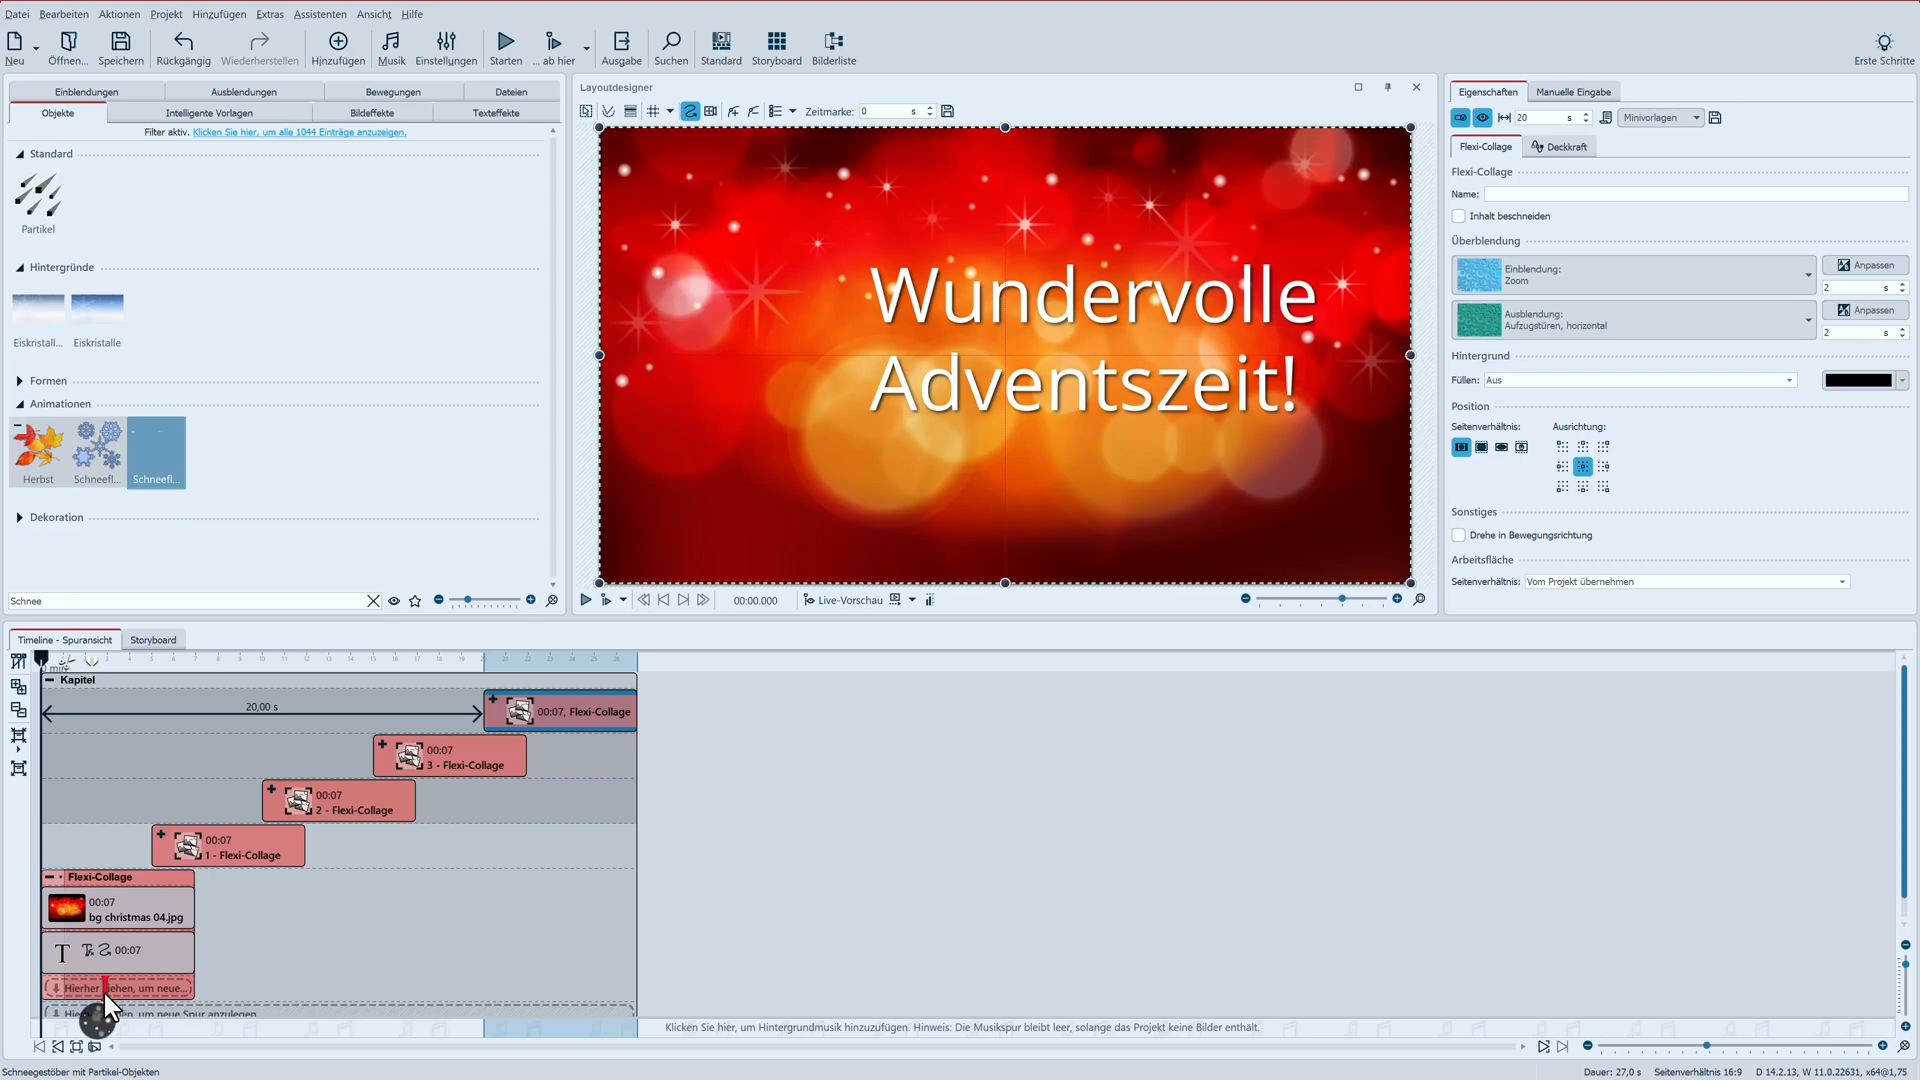 Datei Bearbeiten Aktionen Projekt Hinzufügen Extras Assistenten Ansicht Hilfe
Neu Öffnen... Speichern Rückgängig Wiederherstellen Hinzufügen Musik Einstellungen Starten ... ab hier Ausgabe Suchen Standard Storyboard Bilderliste Erste Schritte
Einblendungen Ausblendungen Bewegungen Dateien
Objekte Intelligente Vorlagen Bildeffekte Texteffekte
Filter aktiv. Klicken Sie hier, um alle 1044 Einträge anzuzeigen.
Standard
Partikel
Hintergründe
Eiskristall... Eiskristalle
Formen
Animationen
Herbst Schneefl... Schneefl...
Dekoration
Schnee
Layoutdesigner
Zeitmarke: 0 s
Wundervolle
Adventszeit!
00:00.000 Live-Vorschau
Eigenschaften Manuelle Eingabe
20 s Minivorlagen
Flexi-Collage Deckkraft
Flexi-Collage
Name:
Inhalt beschneiden
Überblendung
Einblendung:
Zoom
Anpassen
2 s
Ausblendung:
Aufzugstüren, horizontal
Anpassen
2 s
Hintergrund
Füllen: Aus
Position
Seitenverhältnis: Ausrichtung:
Sonstiges
Drehe in Bewegungsrichtung
Arbeitsfläche
Seitenverhältnis: Vom Projekt übernehmen
Timeline - Spuransicht Storyboard
Kapitel
20,00 s
00:07, Flexi-Collage
00:07
3 - Flexi-Collage
00:07
2 - Flexi-Collage
00:07
1 - Flexi-Collage
Flexi-Collage
00:07
bg christmas 04.jpg
T 00:07
um neue...
um neue Spur anzulegen
Klicken Sie hier, um Hintergrundmusik hinzuzufügen. Hinweis: Die Musikspur bleibt leer, solange das Projekt keine Bilder enthält.
Schneegestöber mit Partikel-Objekten
Dauer: 27,0 s Seitenverhältnis 16:9 D 14.2.13, W 11.0.22631, x64@1,75